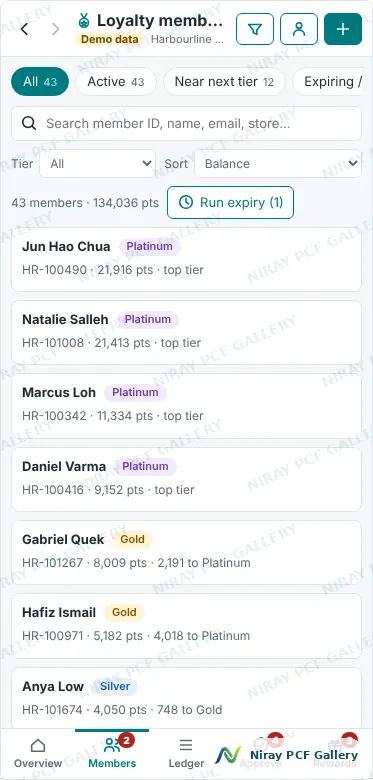 Loyalty memb...
Demo data Harbourline ...
All 43 Active 43 Near next tier 12 Expiring /
Search member ID, name, email, store...
Tier All Sort Balance
43 members · 134,036 pts Run expiry (1)
Jun Hao Chua Platinum
HR-100490 · 21,916 pts · top tier
Natalie Salleh Platinum
HR-101008 · 21,413 pts · top tier
Marcus Loh Platinum
HR-100342 · 11,334 pts · top tier
Daniel Varma Platinum
HR-100416 · 9,152 pts · top tier
Gabriel Quek Gold
HR-101267 · 8,009 pts · 2,191 to Platinum
Hafiz Ismail Gold
HR-100971 · 5,182 pts · 4,018 to Platinum
Anya Low Silver
HR-101674 · 4,050 pts · 748 to Gold
2
Overview Members Ledger Approve Rewards
Niray PCF Gallery
NIRAY PCF GALLERY